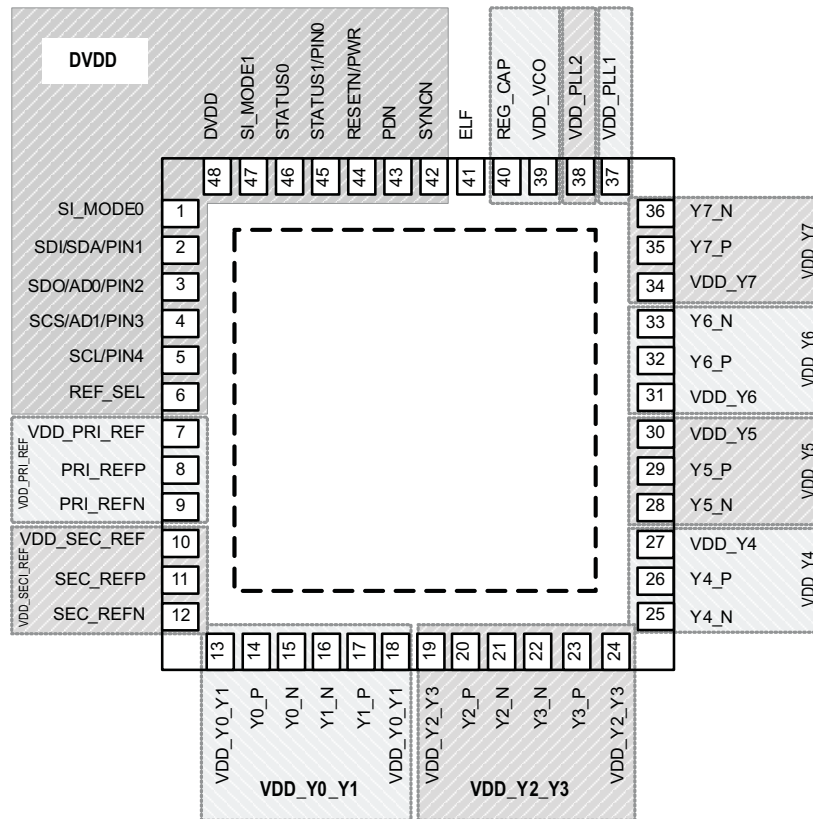 DVDD
DVDD
SI_MODE1
STATUS0
STATUS1/PIN0
RESETN/PWR
PDN
SYNCN
ELF
REG_CAP
VDD_VCO
VDD_PLL2
VDD_PLL1
48
47
46
45
44
43
42
41
40
39
38
37
SI_MODE0 1
SDI/SDA/PIN1 2
SDO/AD0/PIN2 3
SCS/AD1/PIN3 4
SCL/PIN4 5
REF_SEL 6
VDD_PRI_REF
VDD_PRI_REF 7
PRI_REFP 8
PRI_REFN 9
VDD_SECI_REF
VDD_SEC_REF 10
SEC_REFP 11
SEC_REFN 12
36 Y7_N
35 Y7_P
34 VDD_Y7
VDD_Y7
33 Y6_N
32 Y6_P
31 VDD_Y6
VDD_Y6
30 VDD_Y5
29 Y5_P
28 Y5_N
VDD_Y5
27 VDD_Y4
26 Y4_P
25 Y4_N
VDD_Y4
13
14
15
16
17
18
19
20
21
22
23
24
VDD_Y0_Y1
Y0_P
Y0_N
Y1_N
Y1_P
VDD_Y0_Y1
VDD_Y2_Y3
Y2_P
Y2_N
Y3_N
Y3_P
VDD_Y2_Y3
VDD_Y0_Y1
VDD_Y2_Y3